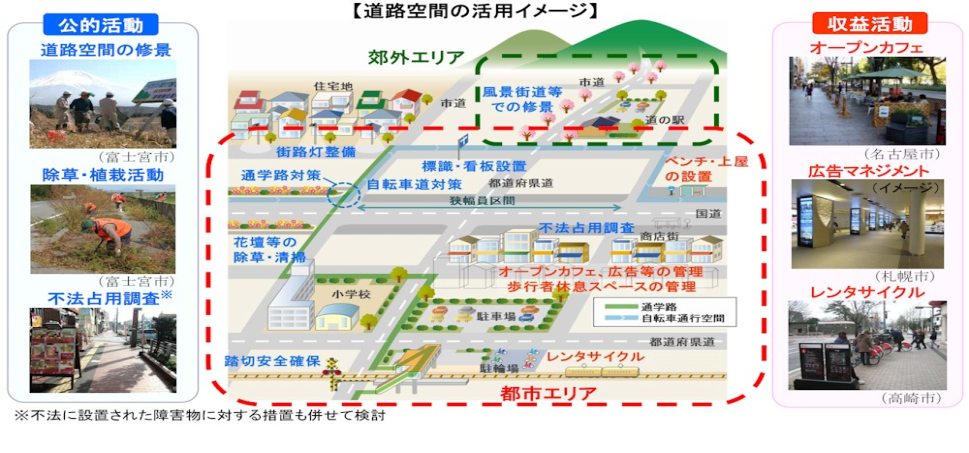 【道路空間の活用イメージ】
公的活動
道路空間の修景
（富士宮市）
除草・植栽活動
（富士宮市）
不法占用調査※
郊外エリア
住宅地
市道
市道
風景街道等
での修景
道の駅
街路灯整備
標識・看板設置
ベンチ・上屋
の設置
通学路対策
自転車道対策
都道府県道
狭幅員区間
国道
花壇等の
除草・清掃
不法占用調査
商店街
オープンカフェ、広告等の管理
歩行者休息スペースの管理
小学校
駐車場
通学路
自転車通行空間
都道府県道
踏切安全確保
駐輪場
レンタサイクル
都市エリア
収益活動
オープンカフェ
（名古屋市）
広告マネジメント
（イメージ）
（札幌市）
レンタサイクル
（高崎市）
※不法に設置された障害物に対する措置も併せて検討